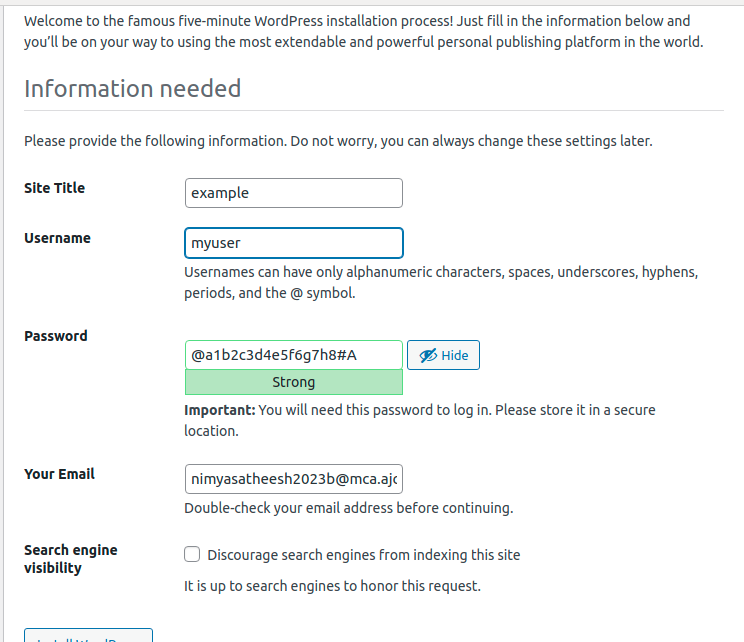 Welcome to the famous five-minute WordPress installation process! Just fill in the information below and
you’ll be on your way to using the most extendable and powerful personal publishing platform in the world.
Information needed
Please provide the following information. Do not worry, you can always change these settings later.
Site Title
example
Username
myuser
Usernames can have only alphanumeric characters, spaces, underscores, hyphens,
periods, and the @ symbol.
Password
@a1b2c3d4e5f6g7h8#A
Hide
Strong
Important: You will need this password to log in. Please store it in a secure
location.
Your Email
nimyasatheesh2023b@mca.ajc
Double-check your email address before continuing.
Search engine
visibility
Discourage search engines from indexing this site
It is up to search engines to honor this request.